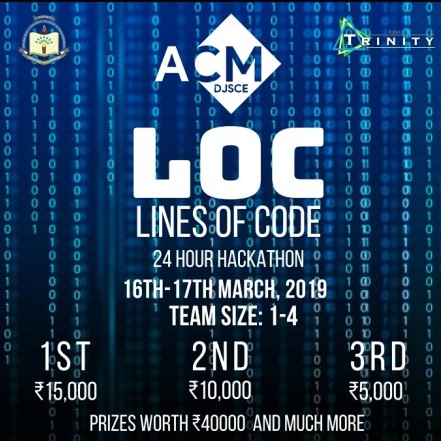 TRINITY
ACM
DJSCE
LOC
LINES OF CODE
24 HOUR HACKATHON
16TH-17TH MARCH, 2019
TEAM SIZE: 1-4
1ST
2ND
3RD
₹15,000
₹10,000
₹5,000
PRIZES WORTH ₹40000 AND MUCH MORE